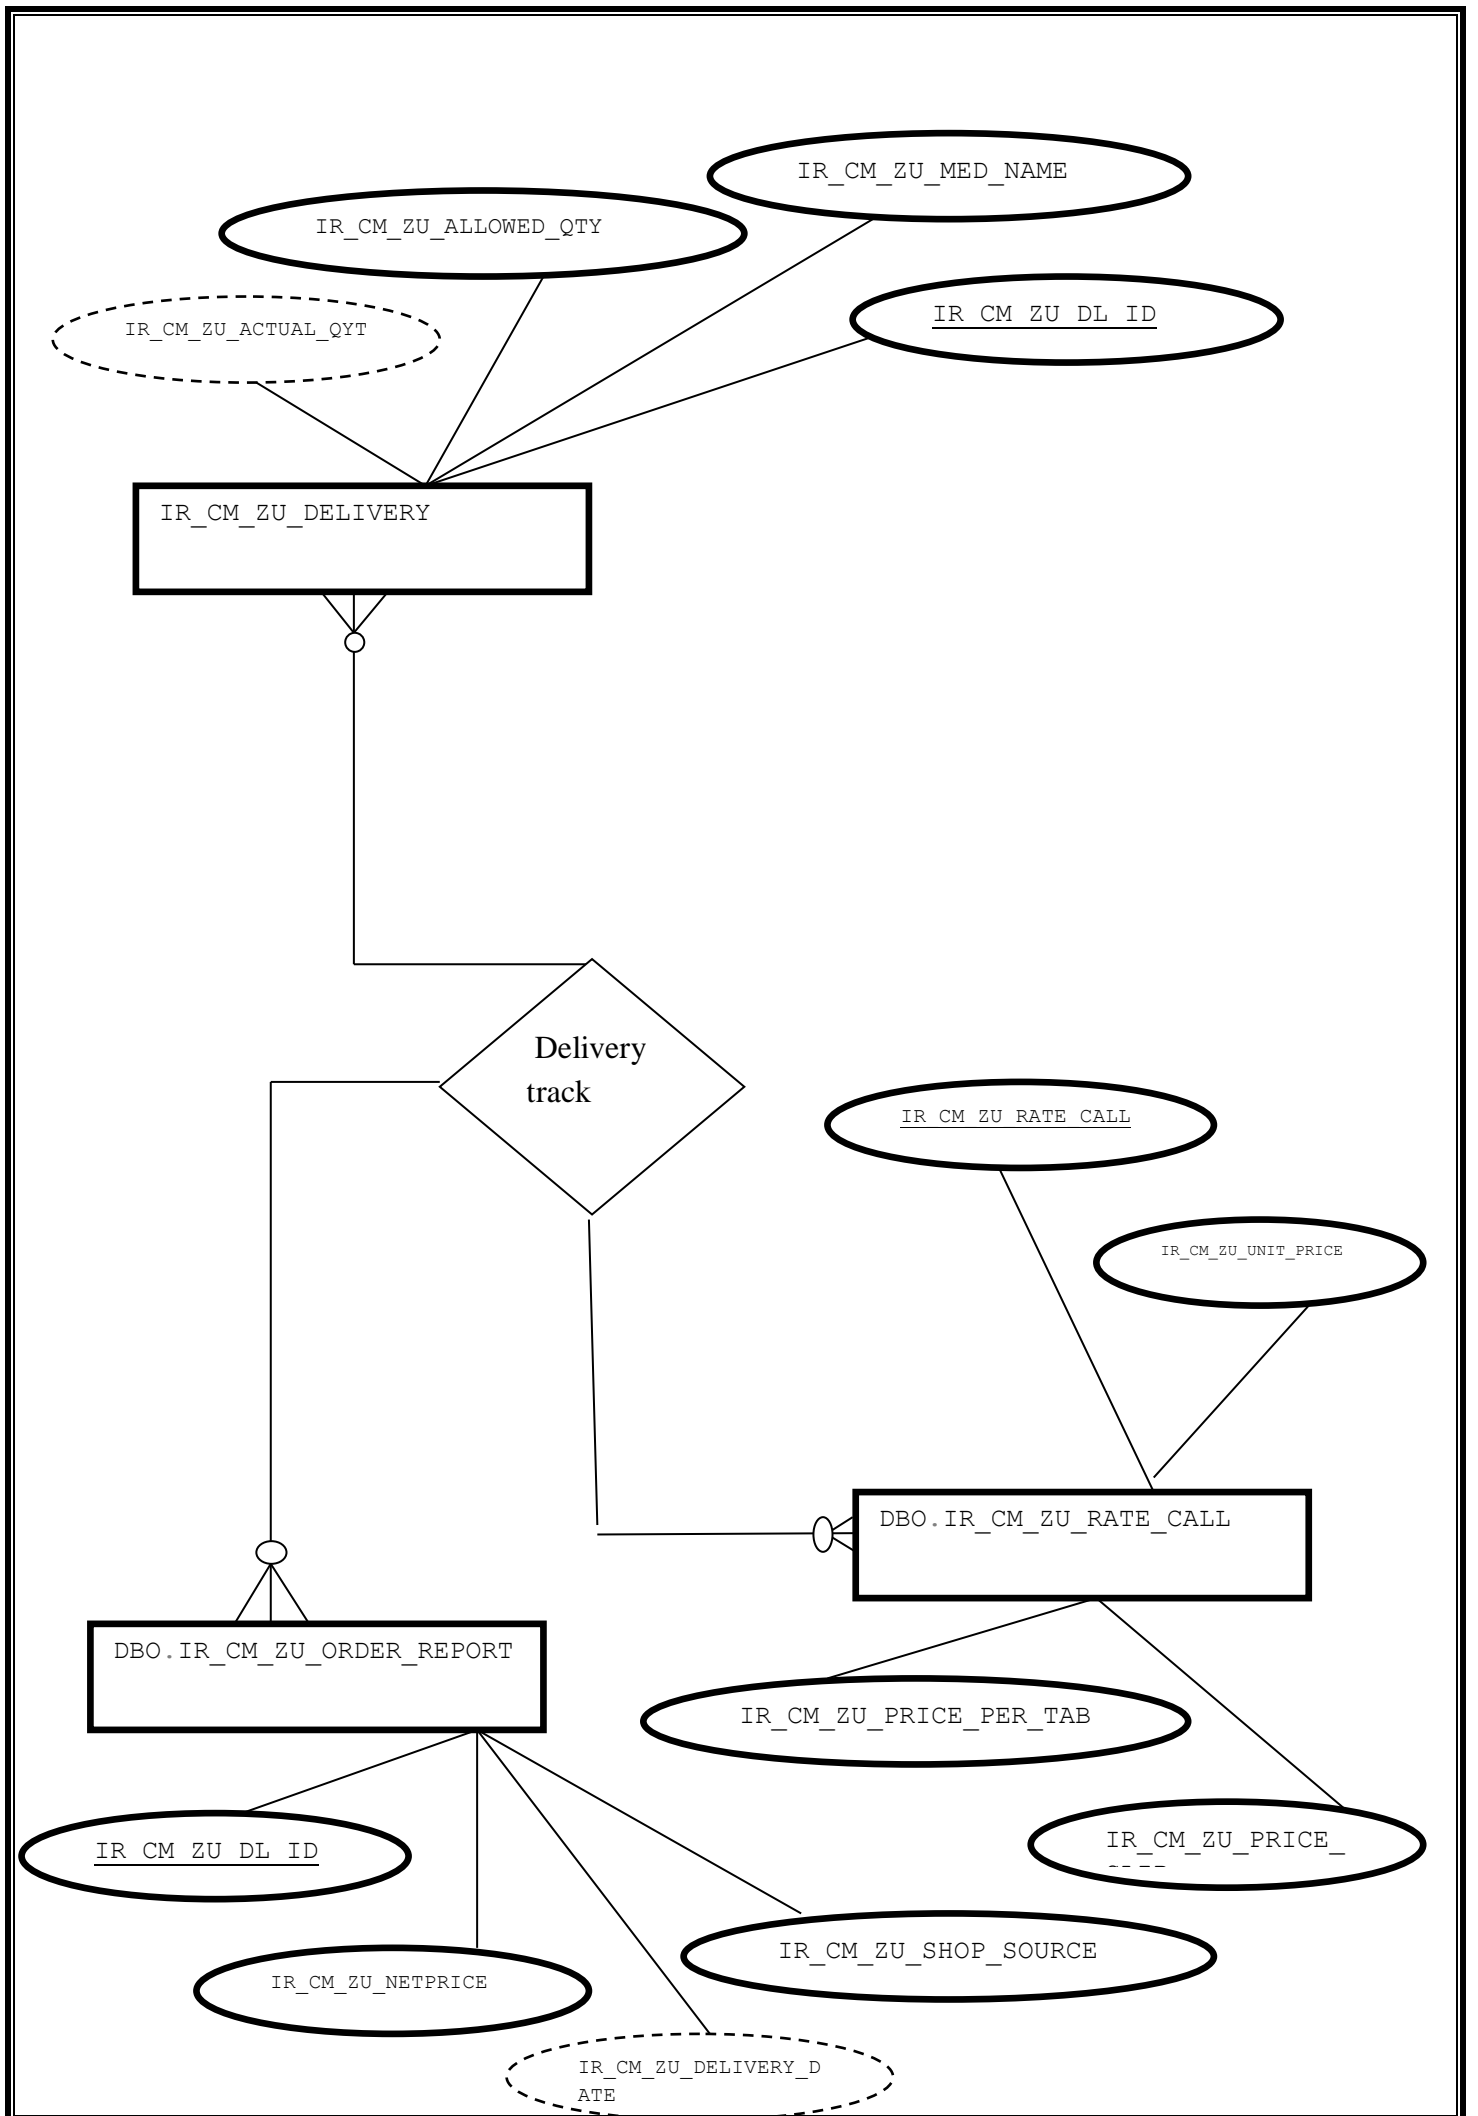 IR_CM_ZU_MED_NAME
IR_CM_ZU_ALLOWED_QTY
IR_CM_ZU_DL_ID
IR_CM_ZU_ACTUAL_QYT
IR_CM_ZU_DELIVERY
Delivery
track
IR_CM_ZU_RATE_CALL
IR_CM_ZU_UNIT_PRICE
DBO.IR_CM_ZU_RATE_CALL
DBO.IR_CM_ZU_ORDER_REPORT
IR_CM_ZU_PRICE_PER_TAB
IR_CM_ZU_PRICE_
IR_CM_ZU_DL_ID
IR_CM_ZU_SHOP_SOURCE
IR_CM_ZU_NETPRICE
IR_CM_ZU_DELIVERY_D
ATE